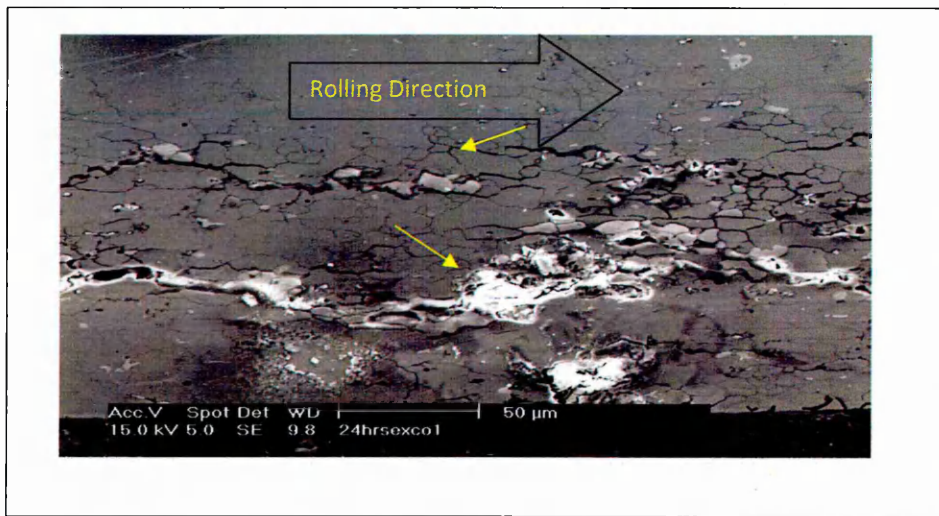 Rolling Direction
Acc.V Spot Det WD 50 µm
15.0 kV 5.0 SE 9.8 24hrsexco1